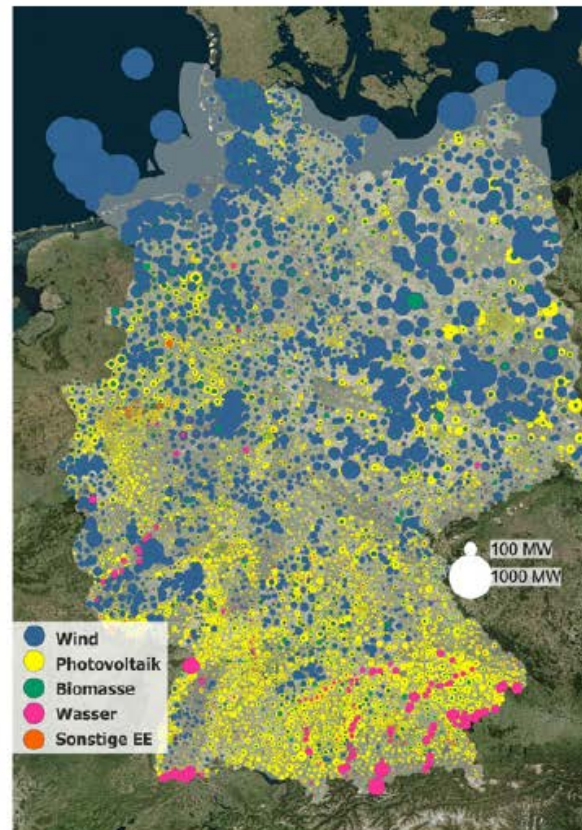 100 MW
1000 MW
Wind
Photovoltaik
Biomasse
Wasser
Sonstige EE